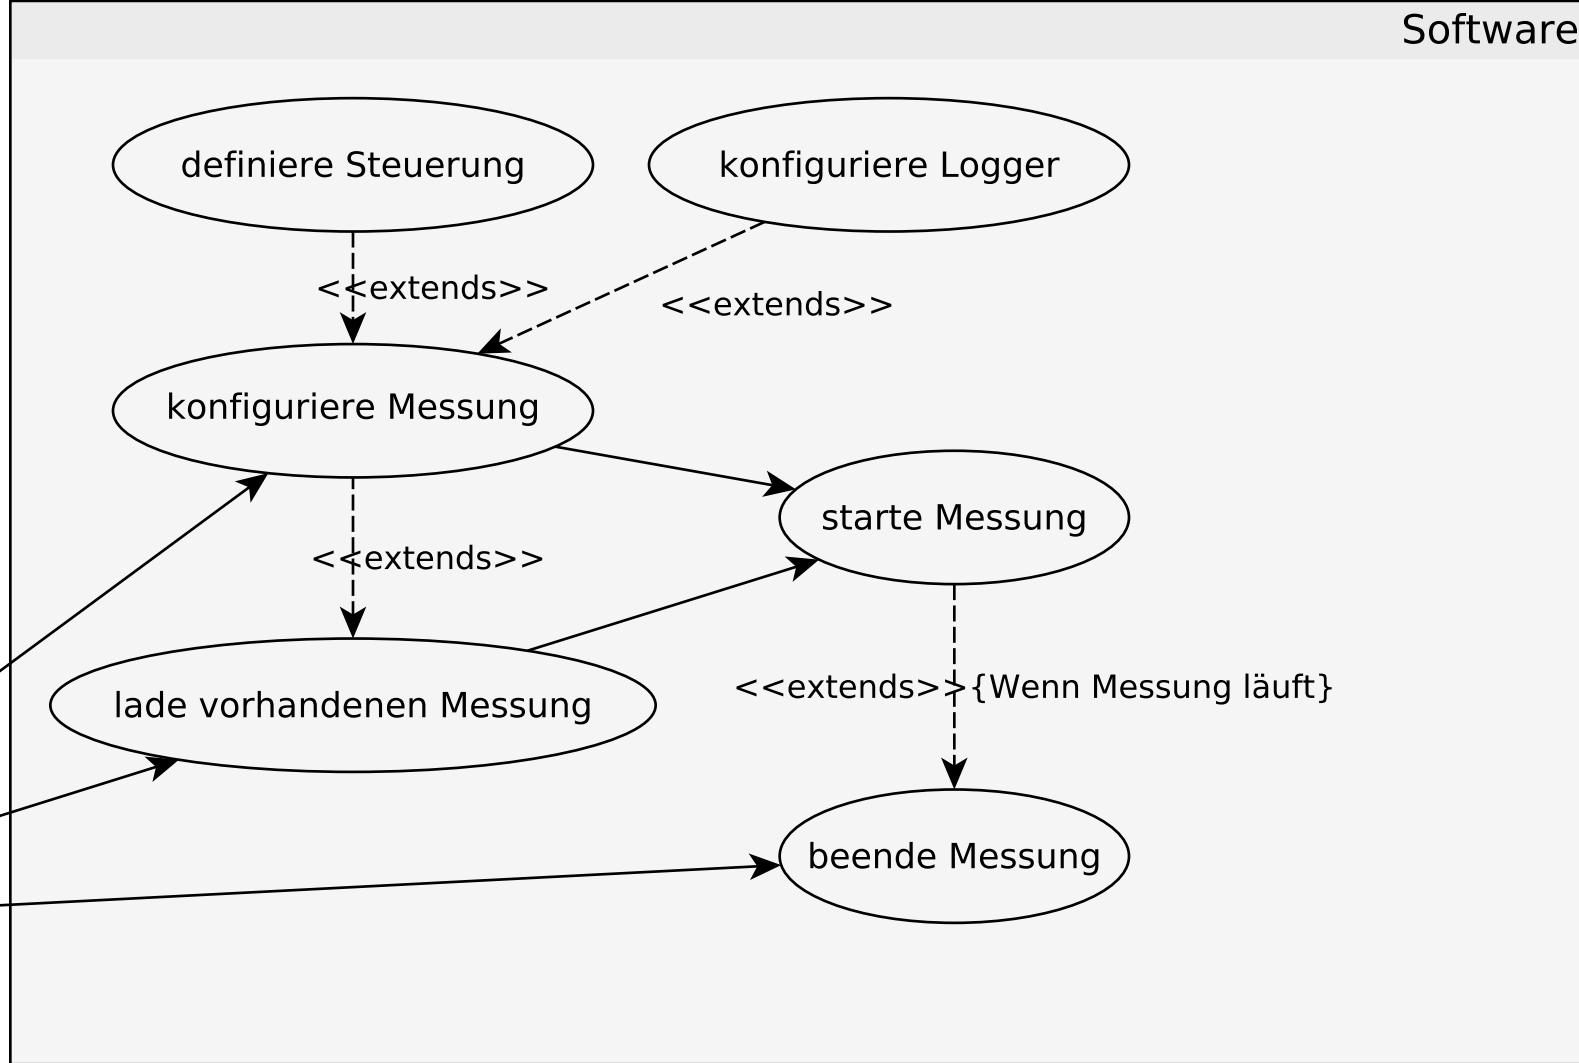 Software
definiere Steuerung
konfiguriere Logger
<<extends>>
<<extends>>
konfiguriere Messung
starte Messung
<<extends>>
lade vorhandenen Messung
<<extends>>{Wenn Messung läuft}
beende Messung